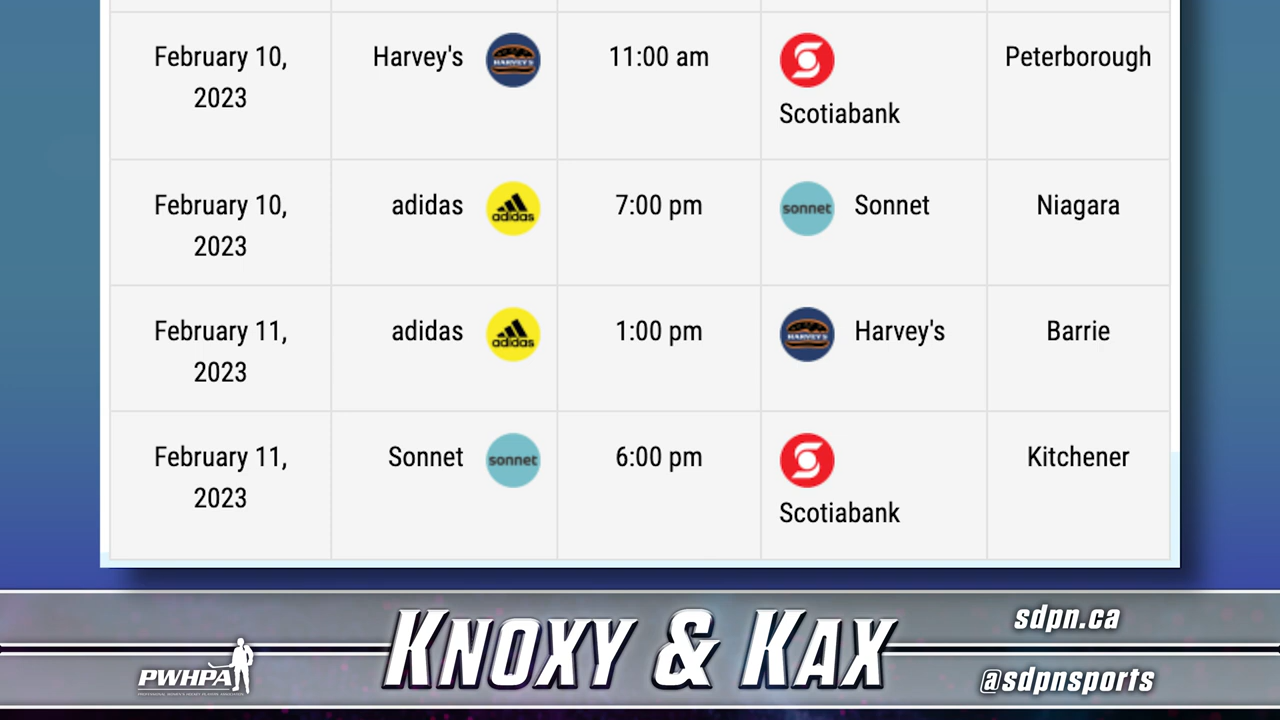 February 10, 2023 Harvey's HARVEY'S 11:00 am Scotiabank Peterborough
February 10, 2023 adidas adidas 7:00 pm sonnet Sonnet Niagara
February 11, 2023 adidas adidas 1:00 pm HARVEY'S Harvey's Barrie
February 11, 2023 Sonnet sonnet 6:00 pm Scotiabank Kitchener
PWHPA
KNOXY & KAX
sdpn.ca
@sdpnsports